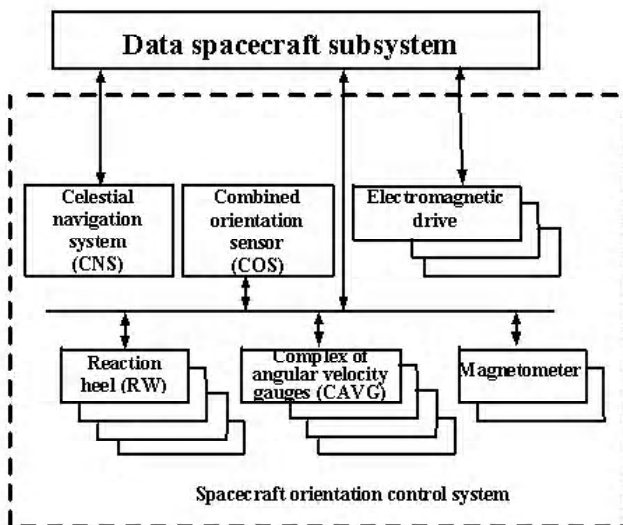 Data spacecraft subsystem
Celestial
navigation
system
(CNS)
Combined
orientation
sensor
(COS)
Electromagnetic
drive
Reaction
heel (RW)
Complex of
angular velocity
gauges (CAVG)
Magnetometer
Spacecraft orientation control system